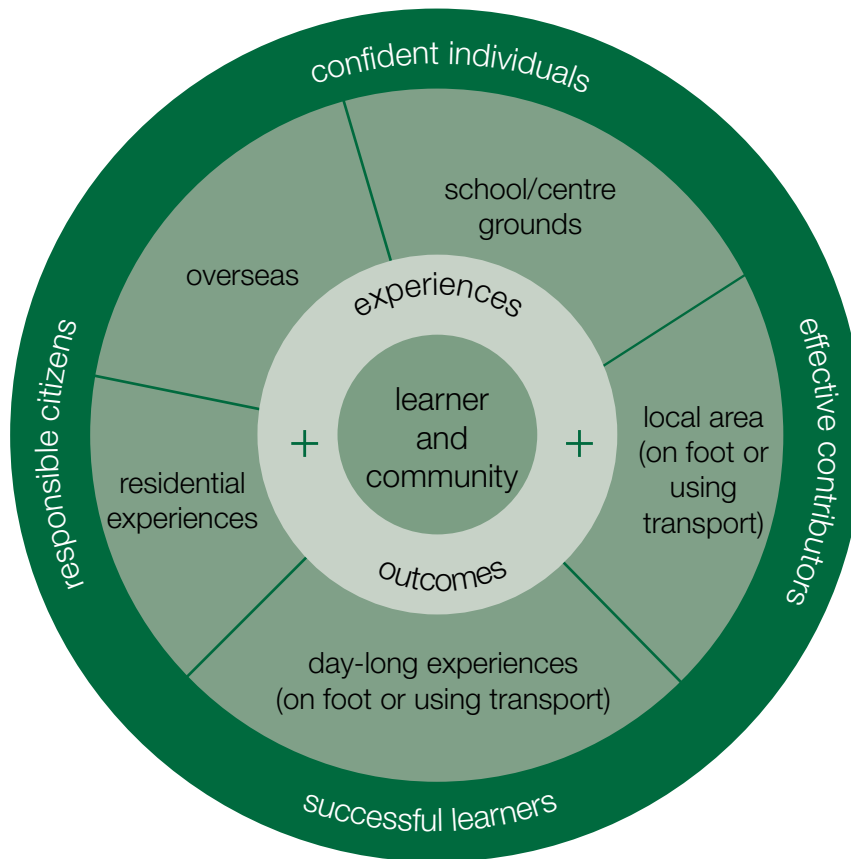 confident individuals
school/centre
grounds
overseas
experiences
effective contributors
responsible citizens
learner
and
community
+
+
local area
(on foot or
using
transport)
residential
experiences
outcomes
day-long experiences
(on foot or using transport)
successful learners